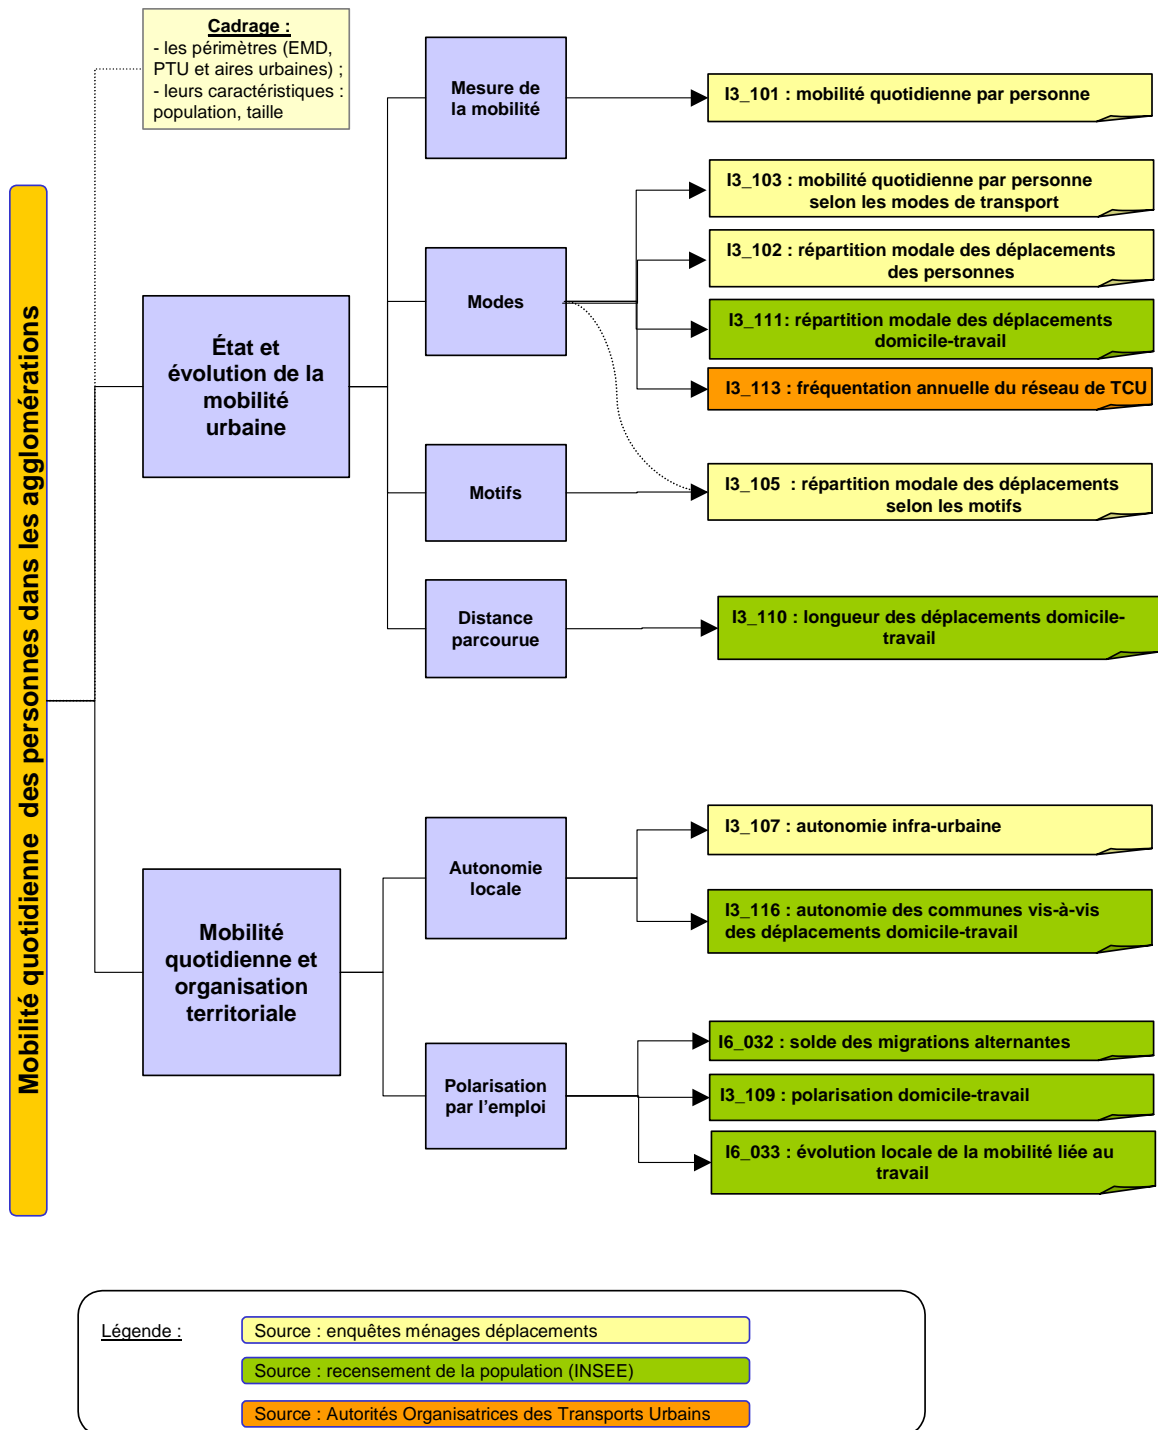 Cadrage :
- les périmètres (EMD,
PTU et aires urbaines) ;
- leurs caractéristiques :
population, taille
Mobilité quotidienne  des personnes dans les agglomérations
État et
évolution de la
mobilité
urbaine
Mesure de
la mobilité
I3_101 : mobilité quotidienne par personne
Modes
I3_103 : mobilité quotidienne par personne
selon les modes de transport
I3_102 : répartition modale des déplacements
des personnes
I3_111: répartition modale des déplacements
domicile-travail
I3_113 : fréquentation annuelle du réseau de TCU
Motifs
I3_105  : répartition modale des déplacements
selon les motifs
Distance
parcourue
I3_110 : longueur des déplacements domicile-
travail
Mobilité
quotidienne et
organisation
territoriale
Autonomie
locale
I3_107 : autonomie infra-urbaine
I3_116 : autonomie des communes vis-à-vis
des déplacements domicile-travail
Polarisation
par l'emploi
I6_032 : solde des migrations alternantes
I3_109 : polarisation domicile-travail
I6_033 : évolution locale de la mobilité liée au
travail
Légende :
Source : enquêtes ménages déplacements
Source : recensement de la population (INSEE)
Source : Autorités Organisatrices des Transports Urbains